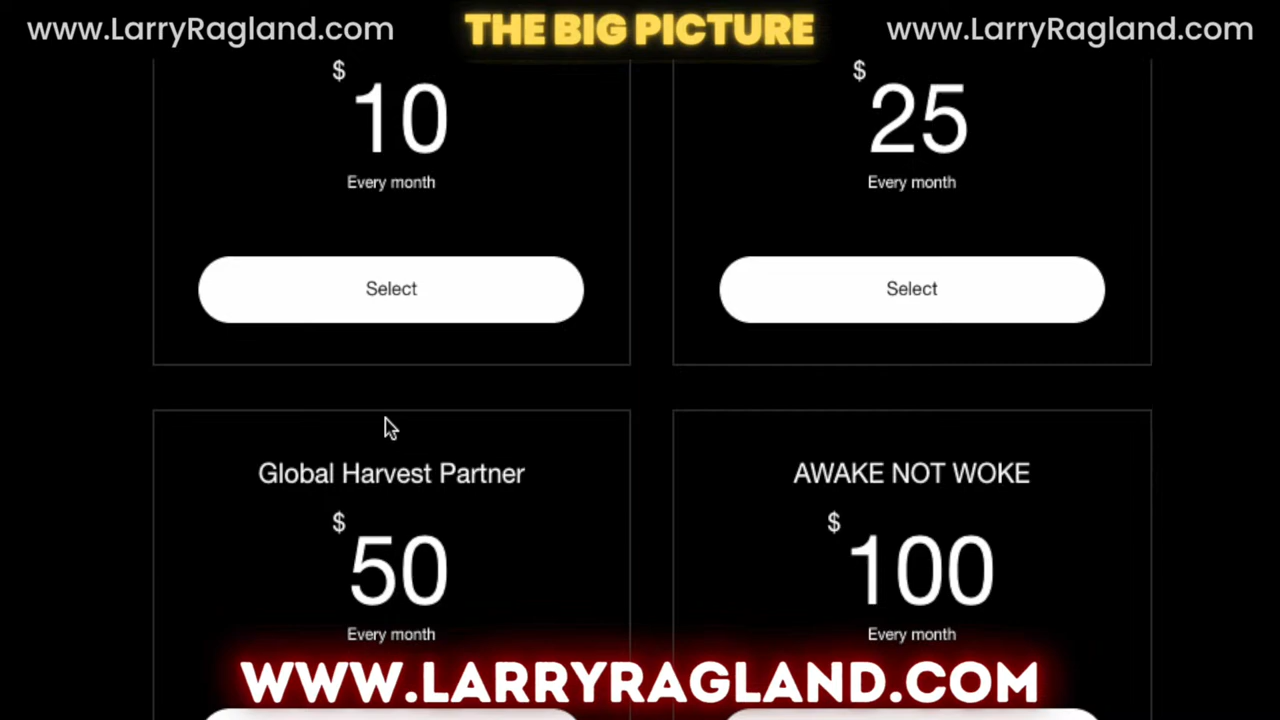 www.LarryRagland.com
THE BIG PICTURE
www.LarryRagland.com
$10
Every month
Select
$25
Every month
Select
Global Harvest Partner
$50
Every month
AWAKE NOT WOKE
$100
Every month
WWW.LARRYRAGLAND.COM